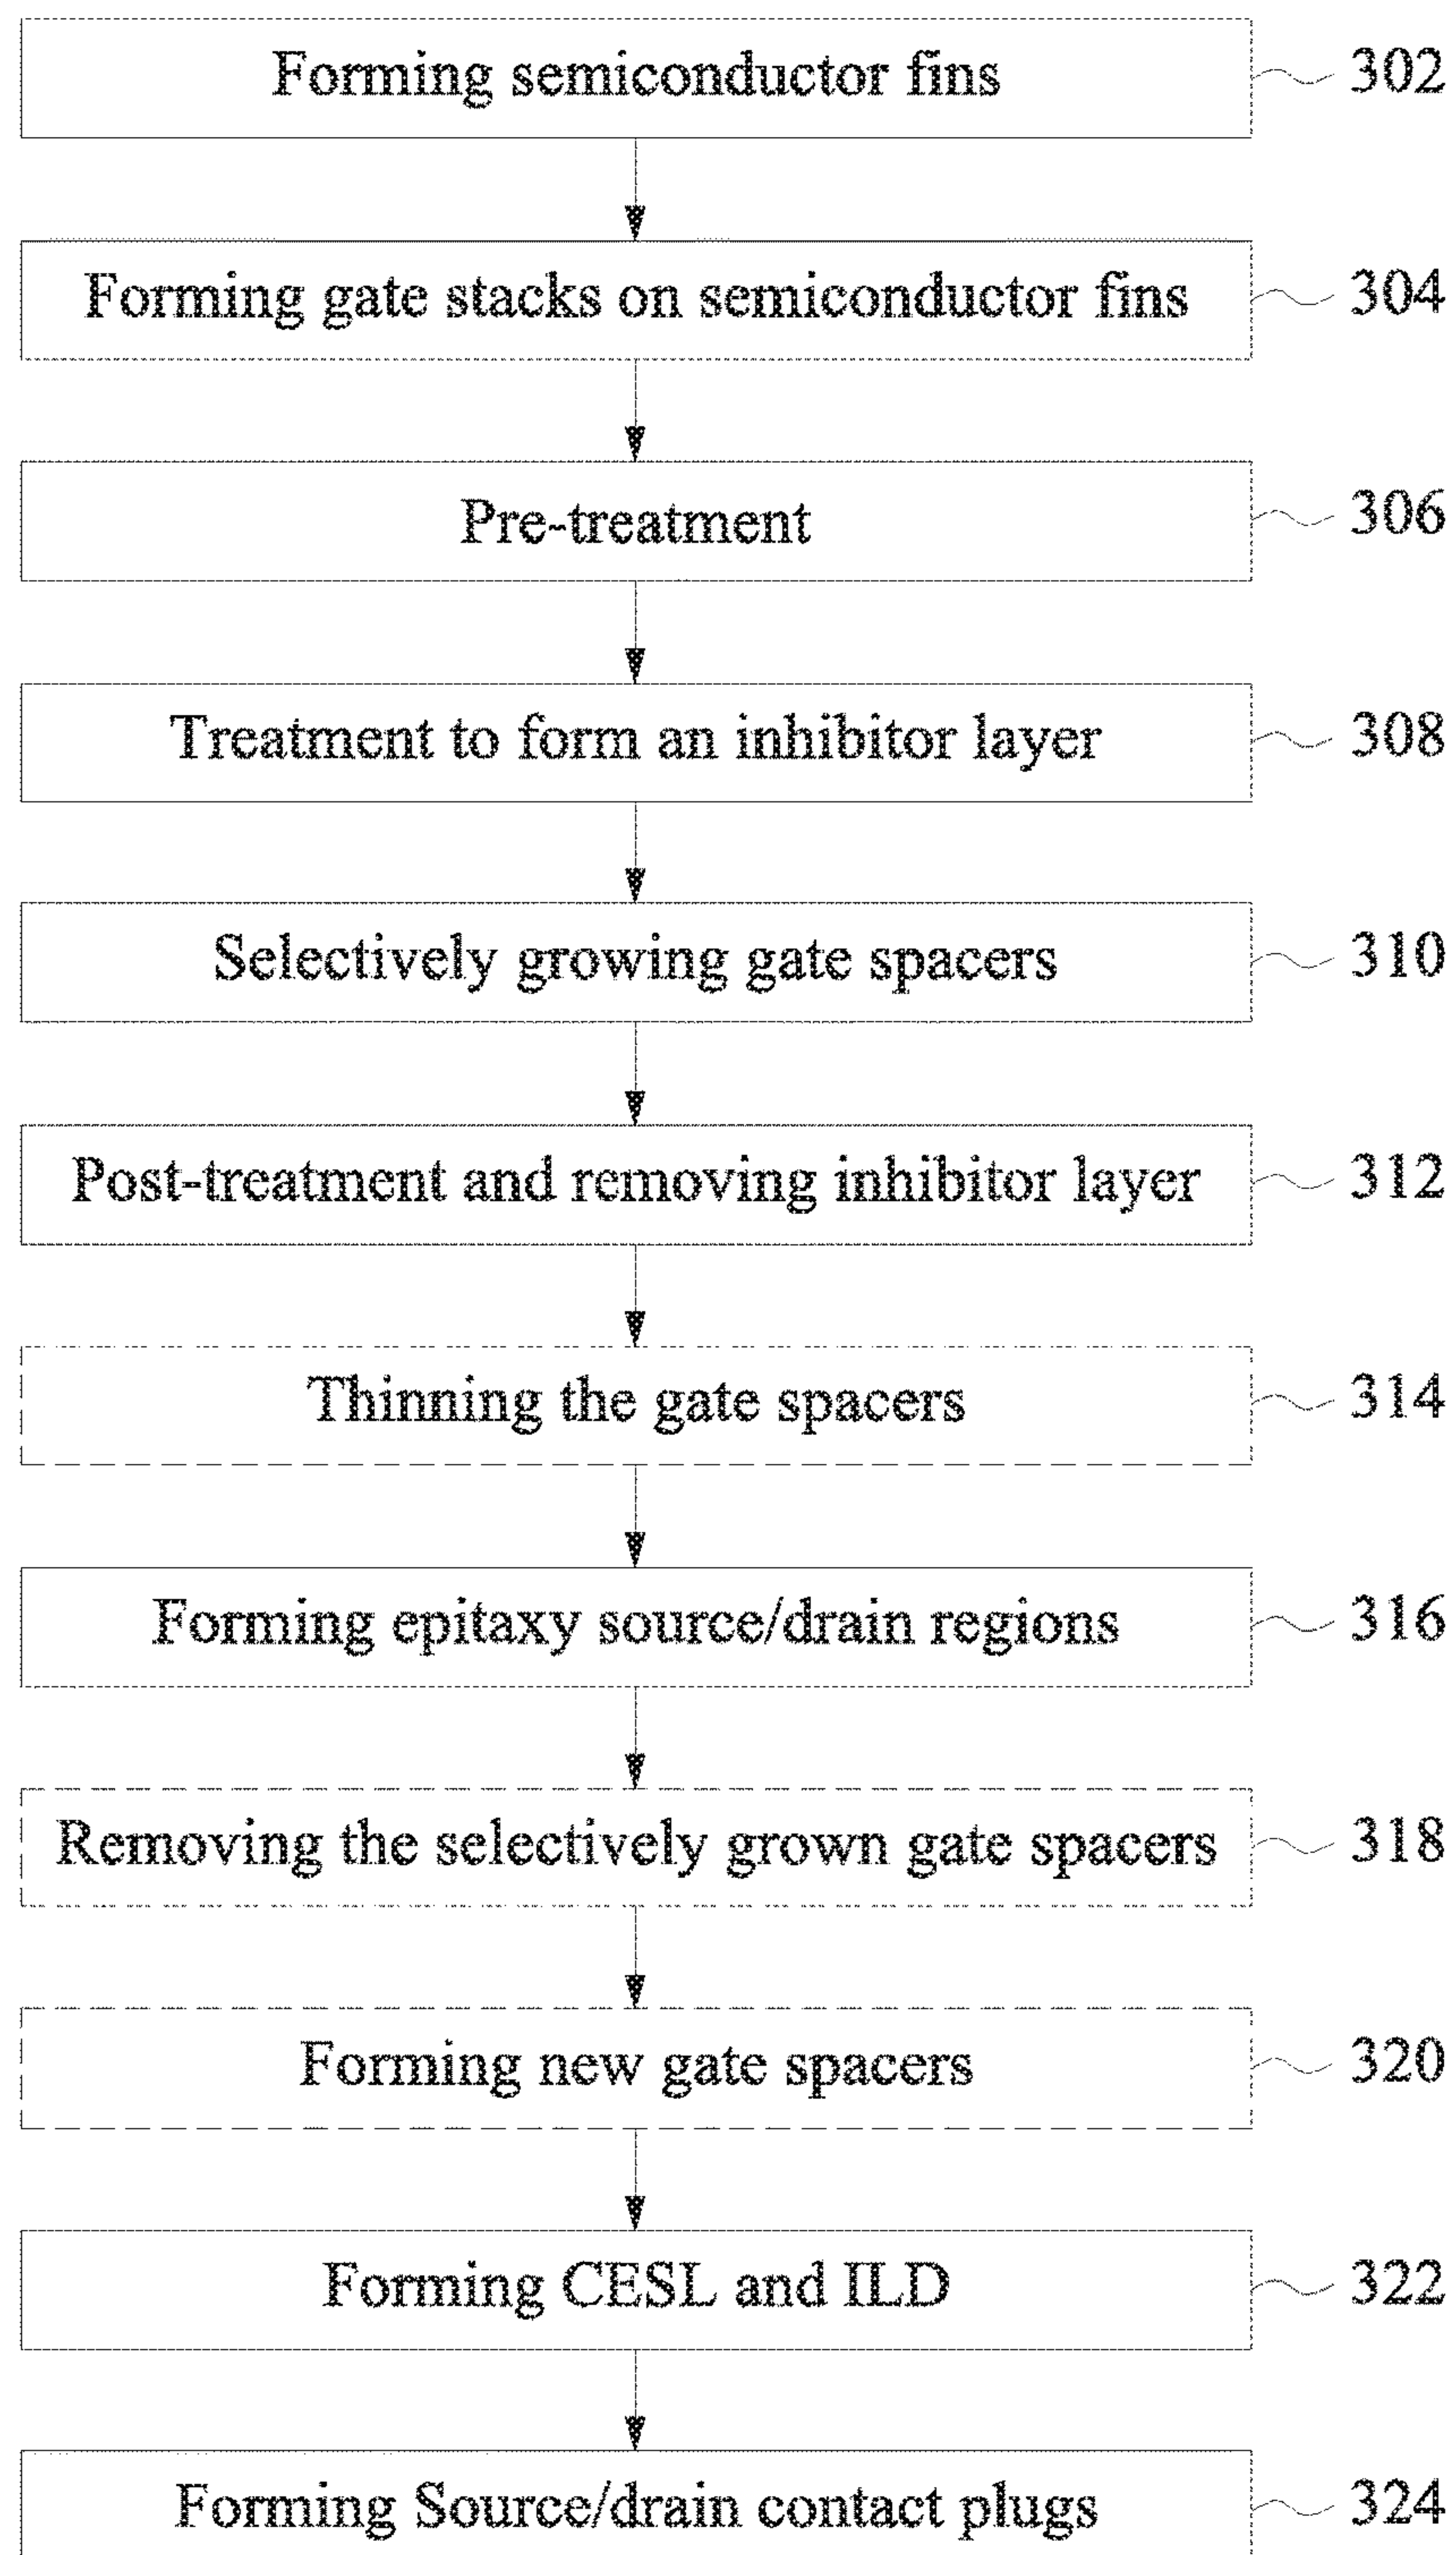 Forming semiconductor fins 302
Forming gate stacks on semiconductor fins 304
Pre-treatment 306
Treatment to form an inhibitor layer 308
Selectively growing gate spacers 310
Post-treatment and removing inhibitor layer 312
Thinning the gate spacers 314
Forming epitaxy source/drain regions 316
Removing the selectively grown gate spacers 318
Forming new gate spacers 320
Forming CESL and ILD 322
Forming Source/drain contact plugs 324